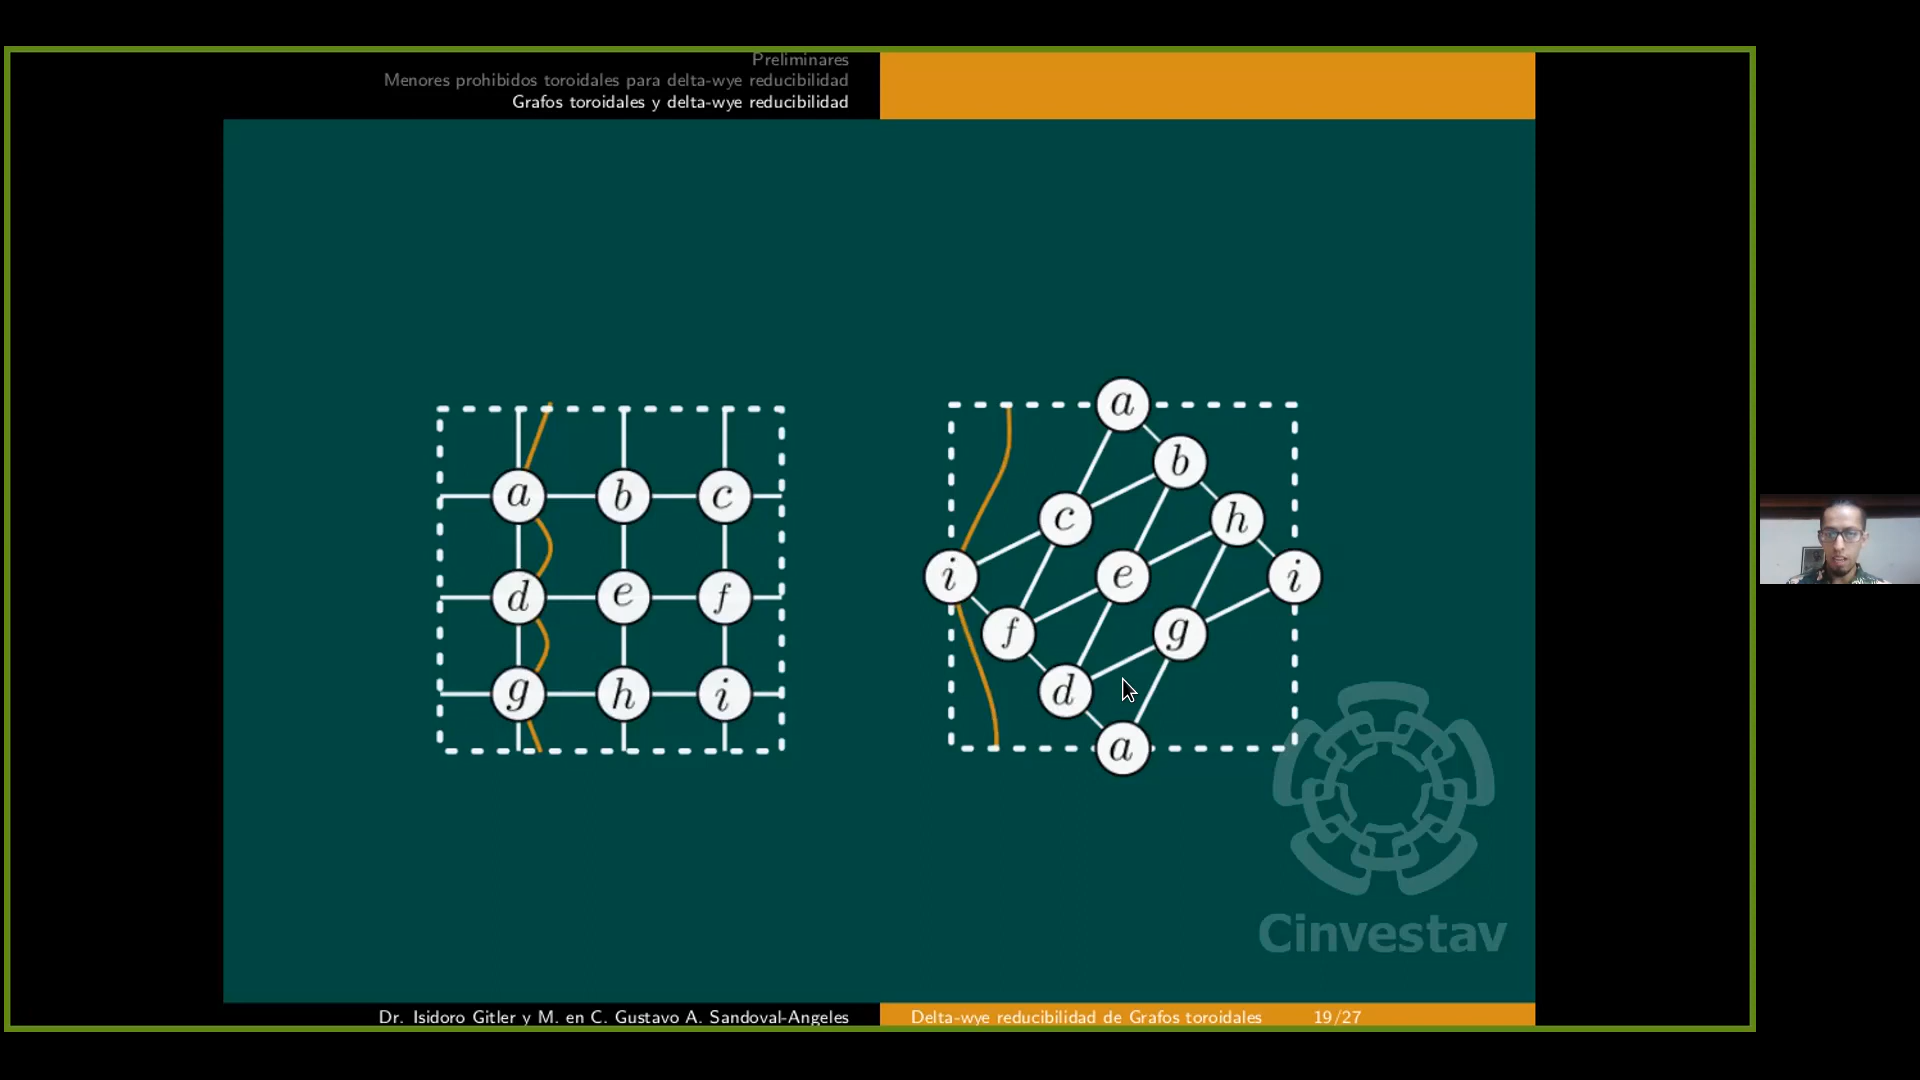 Preliminares
Menores prohibidos toroidales para delta-wye reducibilidad
Grafos toroidales y delta-wye reducibilidad
a b c
d e f
g h i
a
b
c h
i e i
f g
d
a
Cinvestav
Dr. Isidoro Gitler y M. en C. Gustavo A. Sandoval-Angeles
Delta-wye reducibilidad de Grafos toroidales 19/27